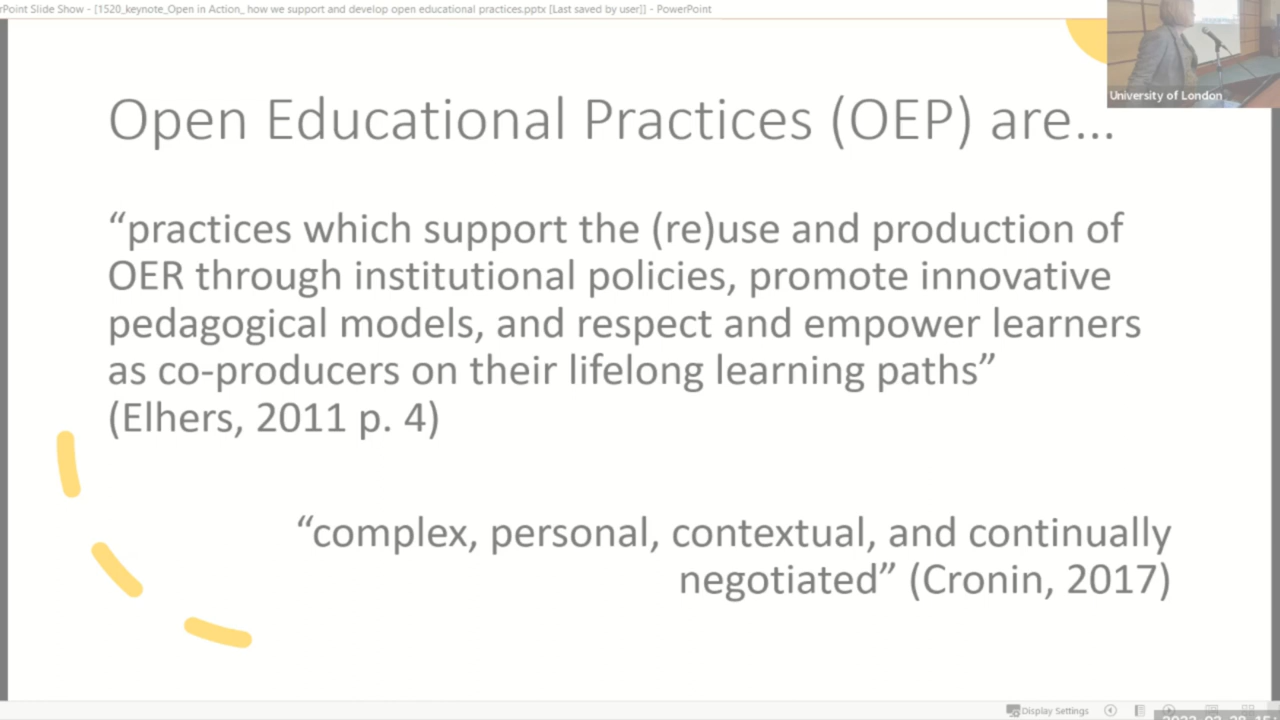 rPoint Slide Show - [1520_keynote_Open in Action_ how we support and develop open educational practices.pptx [Last saved by user]] - PowerPoint
University of London
Open Educational Practices (OEP) are...
“practices which support the (re)use and production of
OER through institutional policies, promote innovative
pedagogical models, and respect and empower learners
as co-producers on their lifelong learning paths”
(Elhers, 2011 p. 4)
“complex, personal, contextual, and continually
negotiated” (Cronin, 2017)
Display Settings